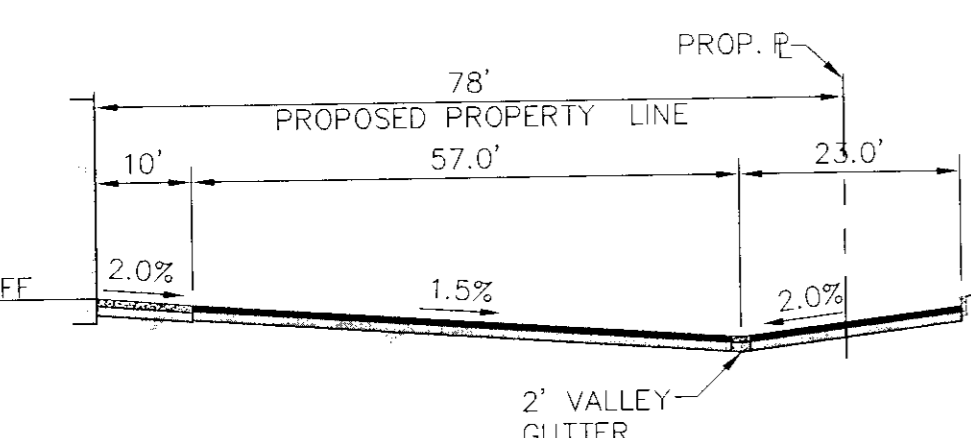 PROP. PL
78'
PROPOSED PROPERTY LINE
10'
57.0'
23.0'
FF
2.0%
1.5%
2.0%
2' VALLEY
GUTTER